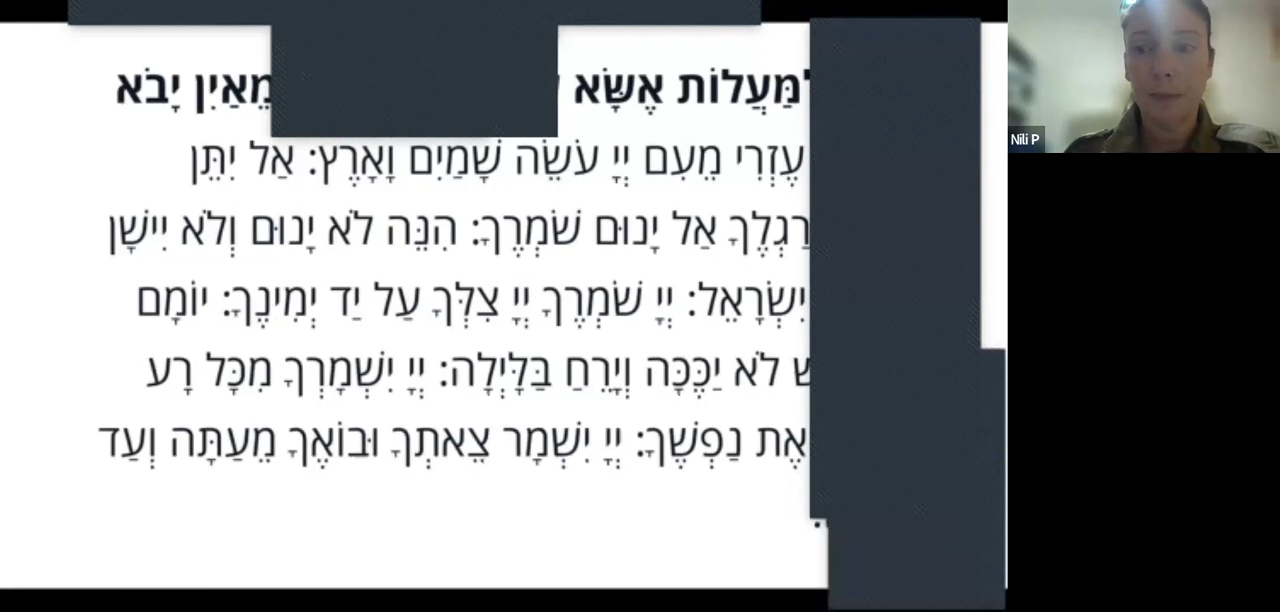 לַמַּעֲלוֹת אֶשָּׂא מֵאַיִן יָבֹא
עֶזְרִי מֵעִם יְיָ עֹשֵׂה שָׁמַיִם וָאָרֶץ: אַל יִתֵּן
רַגְלֶךָ אַל יָנוּם שֹׁמְרֶךָ: הִנֵּה לֹא יָנוּם וְלֹא יִישָׁן
יִשְׂרָאֵל: יְיָ שֹׁמְרֶךָ יְיָ צִלְּךָ עַל יַד יְמִינֶךָ: יוֹמָם
לֹא יַכֶּכָּה וְיָרֵחַ בַּלָּיְלָה: יְיָ יִשְׁמָרְךָ מִכָּל רָע
אֶת נַפְשֶׁךָ: יְיָ יִשְׁמָר צֵאתְךָ וּבוֹאֶךָ מֵעַתָּה וְעַד
Nili P